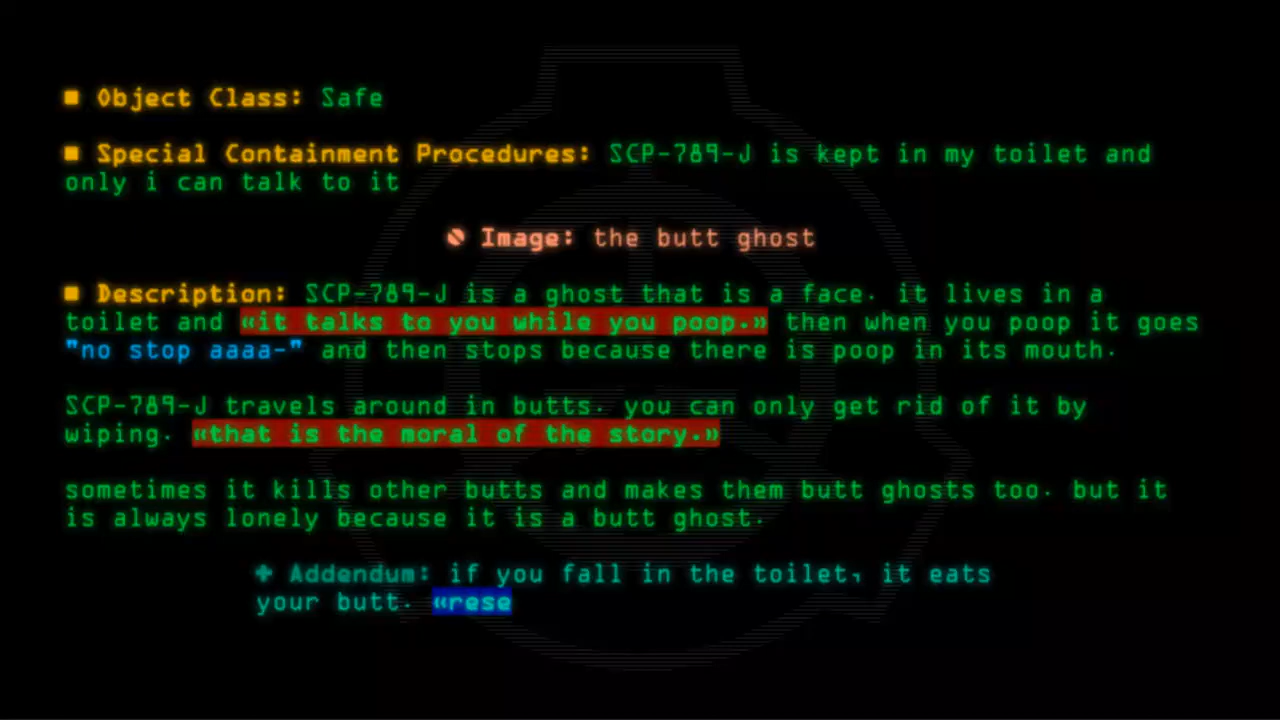 ■ Object Class: Safe
■ Special Containment Procedures: SCP-789-J is kept in my toilet and
only i can talk to it
Image: the butt ghost
■ Description: SCP-789-J is a ghost that is a face. it lives in a
toilet and «it talks to you while you poop.» then when you poop it goes
"no stop aaaa-" and then stops because there is poop in its mouth.
SCP-789-J travels around in butts. you can only get rid of it by
wiping. «that is the moral of the story.»
sometimes it kills other butts and makes them butt ghosts too. but it
is always lonely because it is a butt ghost.
✚ Addendum: if you fall in the toilet, it eats
your butt. «rese